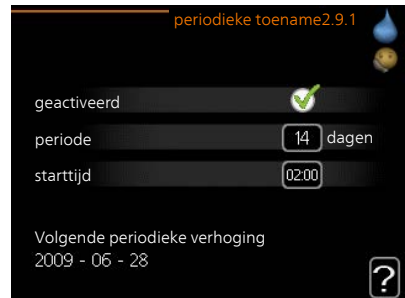 periodieke toename2.9.1
geactiveerd
periode 14 dagen
starttijd 02:00
Volgende periodieke verhoging
2009 - 06 - 28
?